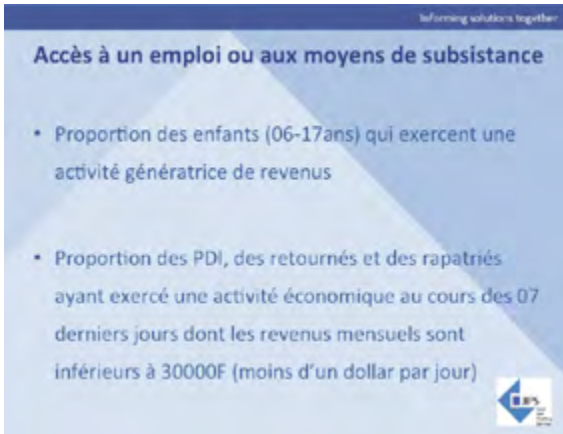 Informing solutions together
Accès à un emploi ou aux moyens de subsistance
• Proportion des enfants (06-17ans) qui exercent une
activité génératrice de revenus
• Proportion des PDI, des retournés et des rapatriés
ayant exercé une activité économique au cours des 07
derniers jours dont les revenus mensuels sont
inférieurs à 30000F (moins d'un dollar par jour)
JIPS